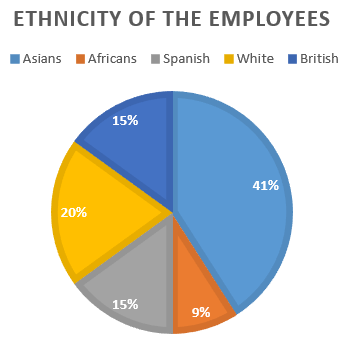 ETHNICITY OF THE EMPLOYEES
Asians Africans Spanish White British
15%
41%
20%
15%
9%